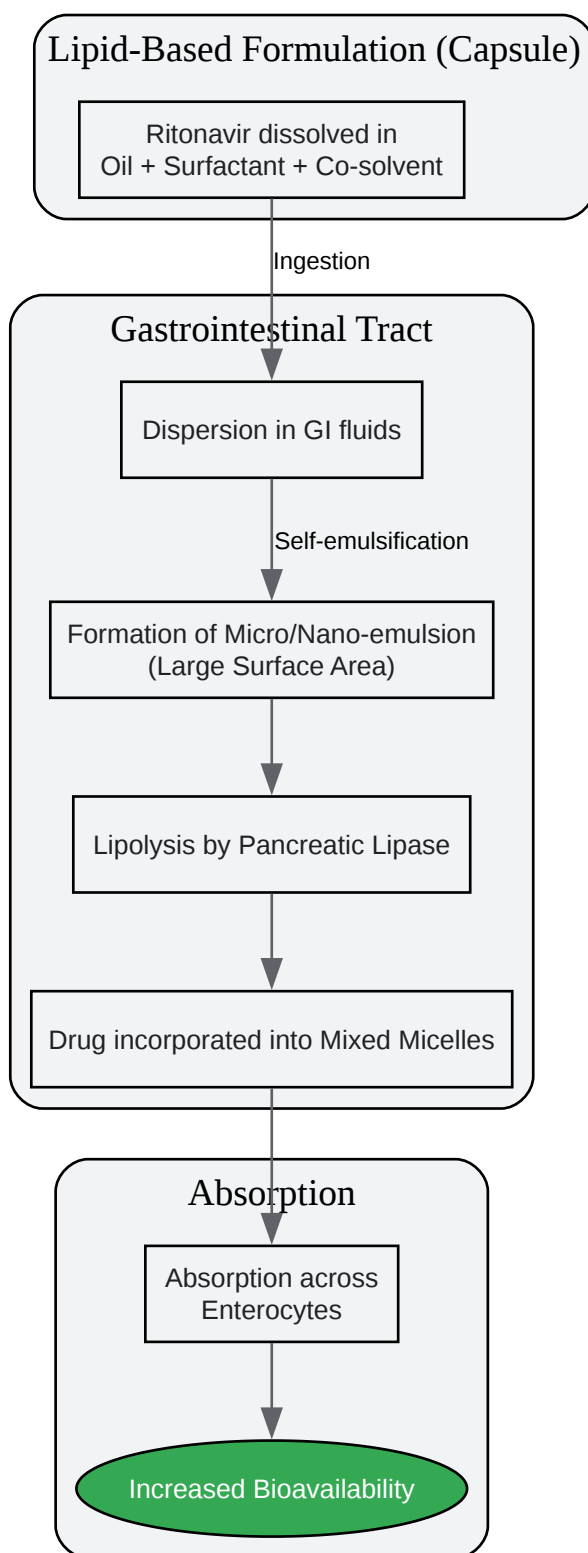 Lipid-Based Formulation (Capsule)
Ritonavir dissolved in
Oil + Surfactant + Co-solvent
Ingestion
Gastrointestinal Tract
Dispersion in GI fluids
Self-emulsification
Formation of Micro/Nano-emulsion
(Large Surface Area)
Lipolysis by Pancreatic Lipase
Drug incorporated into Mixed Micelles
Absorption
Absorption across
Enterocytes
Increased Bioavailability